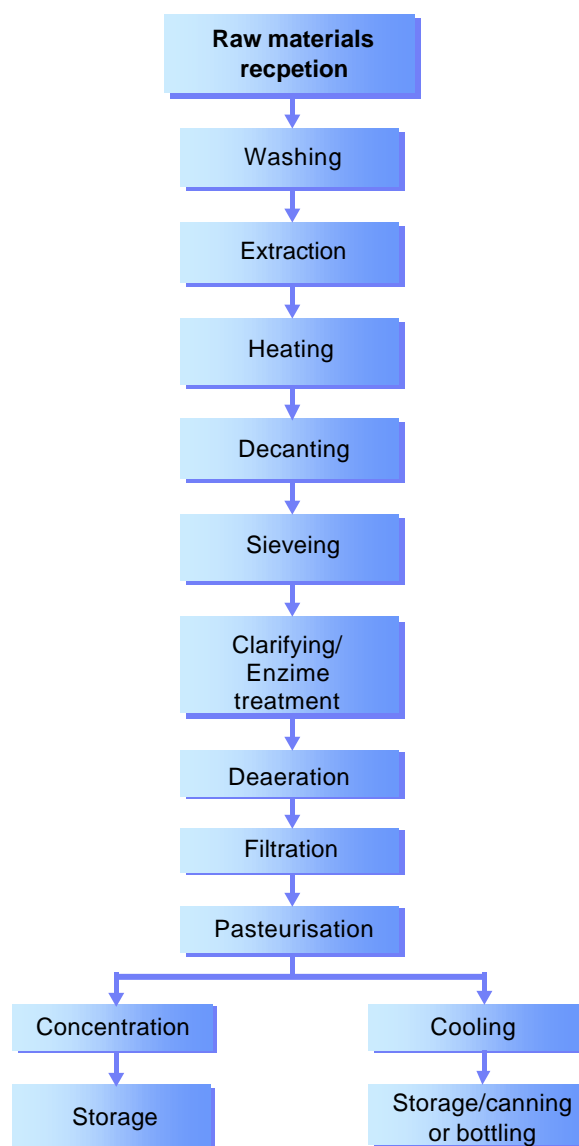 Raw materials
recpetion
Washing
Extraction
Heating
Decanting
Sieveing
Clarifying/
Enzime
treatment
Deaeration
Filtration
Pasteurisation
Concentration
Cooling
Storage
Storage/canning
or bottling